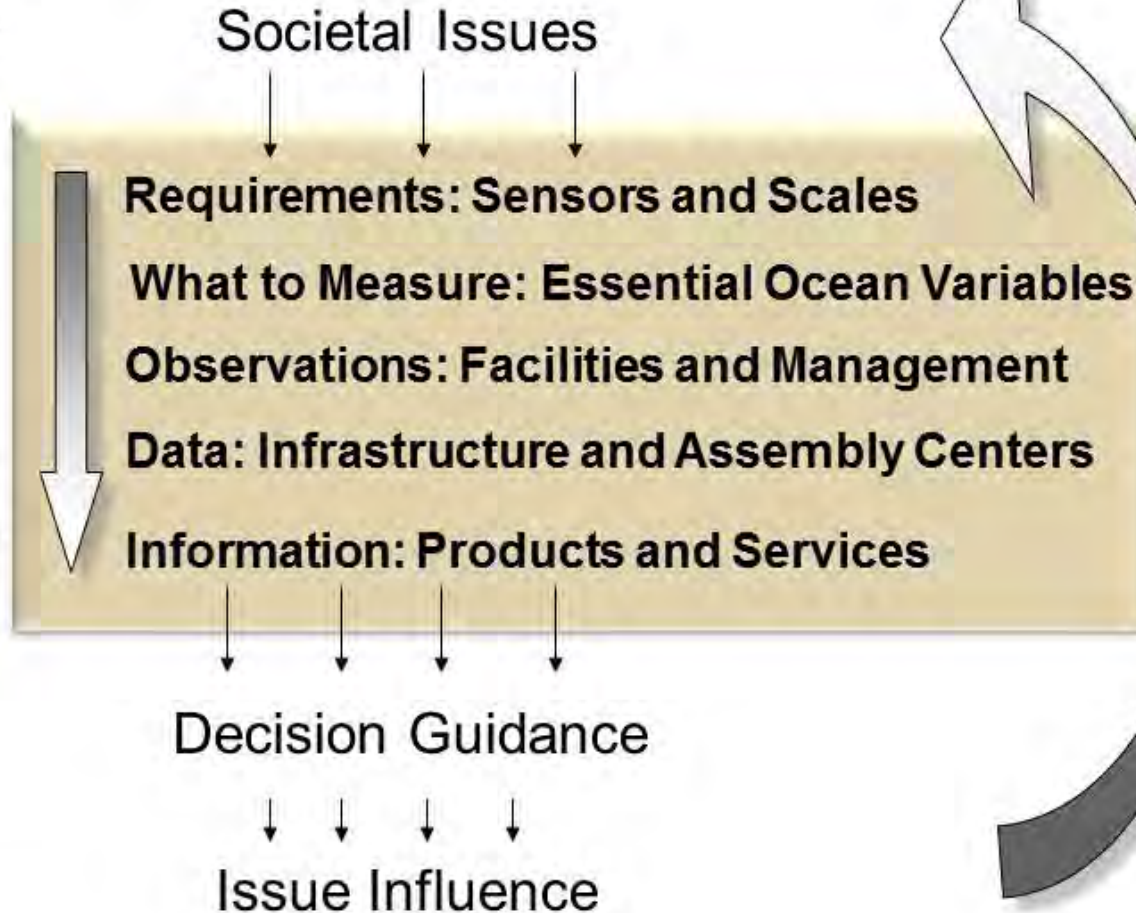 Societal Issues
Requirements: Sensors and Scales
What to Measure: Essential Ocean Variables
Observations: Facilities and Management
Data: Infrastructure and Assembly Centers
Information: Products and Services
Decision Guidance
Issue Influence